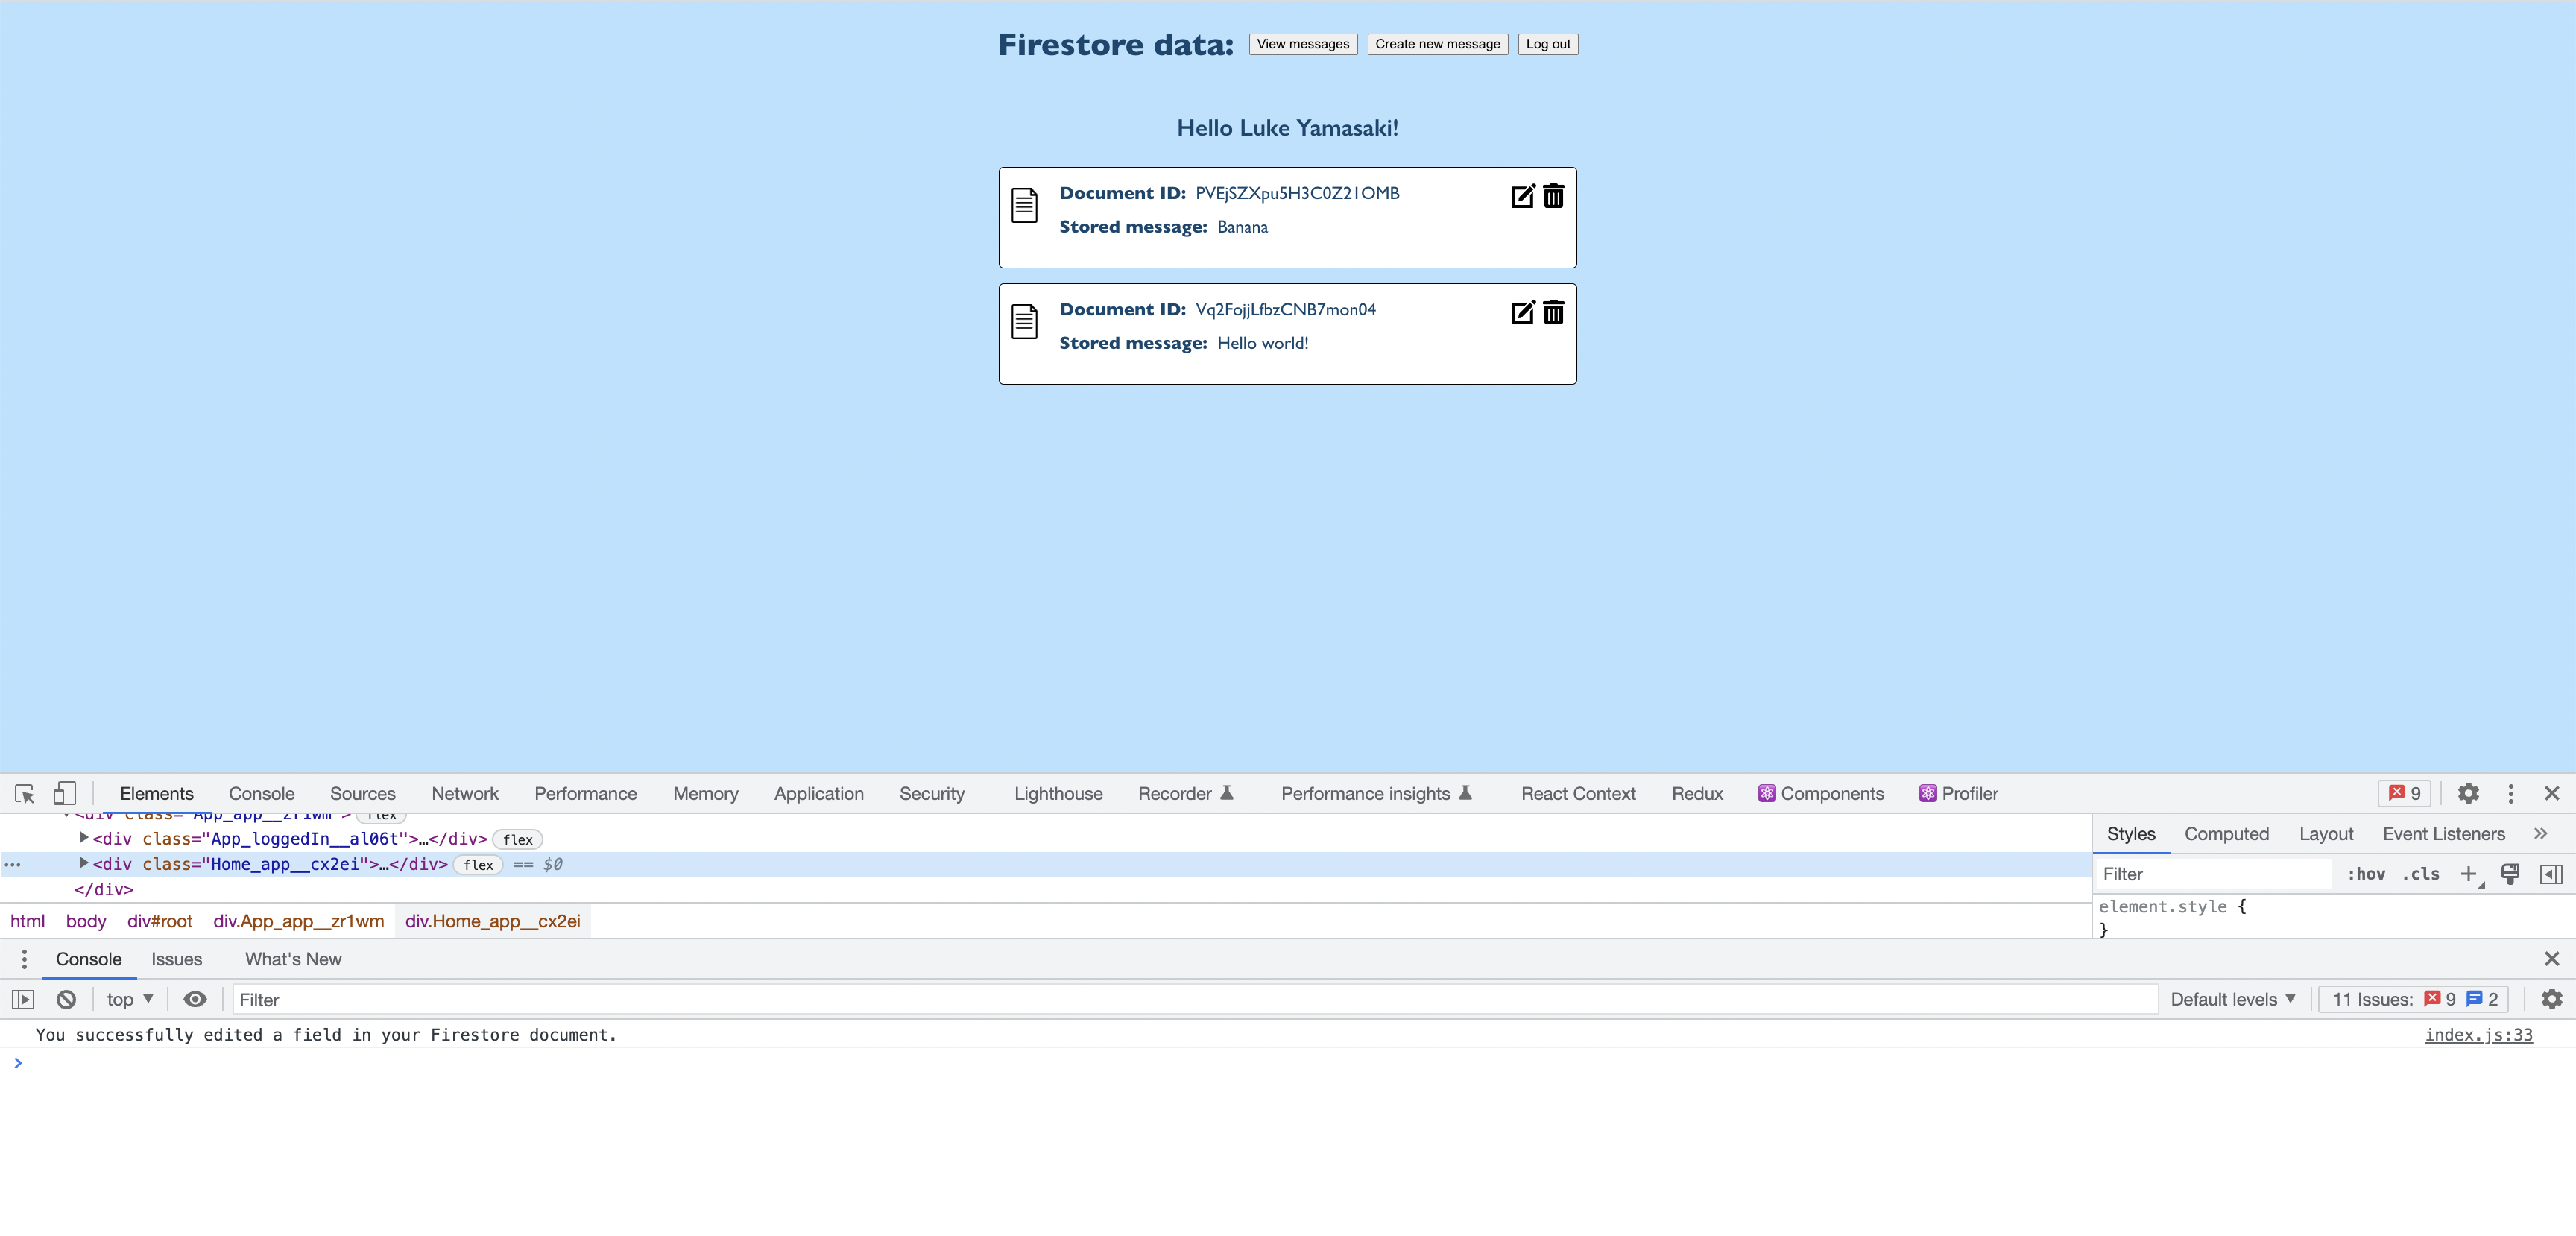 Firestore data: View messages Create new message Log out
Hello Luke Yamasaki!
Document ID: PVEjSZXpu5H3C0Z21OMB
Stored message: Banana
Document ID: Vq2FojjLfbzCNB7mon04
Stored message: Hello world!
Elements Console Sources Network Performance Memory Application Security Lighthouse Recorder Performance insights React Context Redux Components Profiler 9
<div class="App_app__zr1wm"> flex
<div class="App_loggedIn__al06t">…</div> flex
… <div class="Home_app__cx2ei">…</div> flex == $0
</div>
html body div#root div.App_app__zr1wm div.Home_app__cx2ei
Styles Computed Layout Event Listeners »
Filter :hov .cls +
element.style {
}
Console Issues What's New
top ▼ Filter Default levels ▼ 11 Issues: 9 2
You successfully edited a field in your Firestore document. index.js:33
>